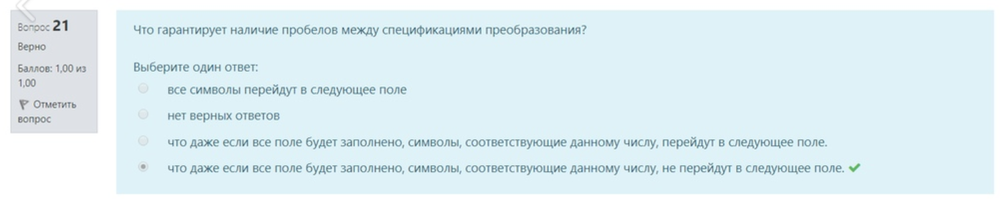 Вопрос 21
Верно
Баллов: 1,00 из
1,00
Отметить
вопрос
Что гарантирует наличие пробелов между спецификациями преобразования?
Выберите один ответ:
все символы перейдут в следующее поле
нет верных ответов
что даже если все поле будет заполнено, символы, соответствующие данному числу, перейдут в следующее поле.
что даже если все поле будет заполнено, символы, соответствующие данному числу, не перейдут в следующее поле.